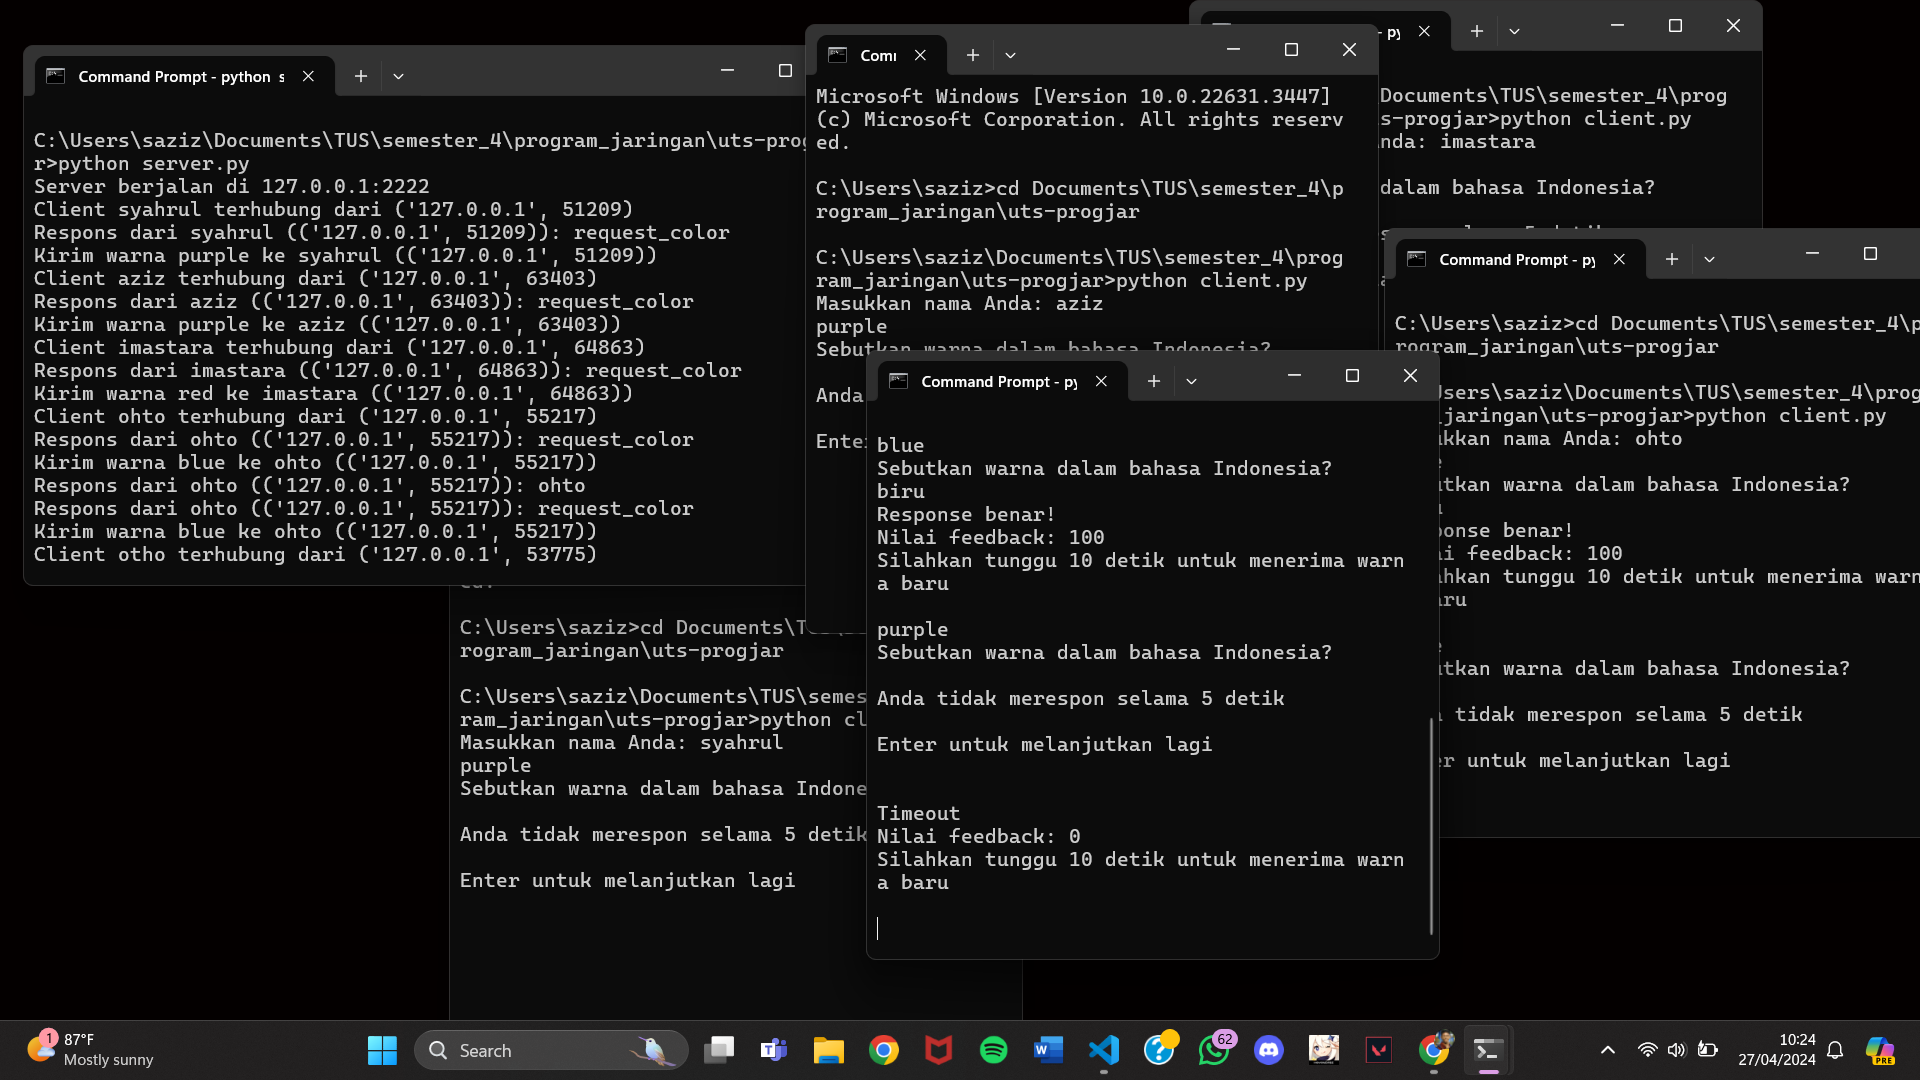 Command Prompt - python s
C:\Users\saziz\Documents\TUS\semester_4\program_jaringan\uts-prog
r>python server.py
Server berjalan di 127.0.0.1:2222
Client syahrul terhubung dari ('127.0.0.1', 51209)
Respons dari syahrul (('127.0.0.1', 51209)): request_color
Kirim warna purple ke syahrul (('127.0.0.1', 51209))
Client aziz terhubung dari ('127.0.0.1', 63403)
Respons dari aziz (('127.0.0.1', 63403)): request_color
Kirim warna purple ke aziz (('127.0.0.1', 63403))
Client imastara terhubung dari ('127.0.0.1', 64863)
Respons dari imastara (('127.0.0.1', 64863)): request_color
Kirim warna red ke imastara (('127.0.0.1', 64863))
Client ohto terhubung dari ('127.0.0.1', 55217)
Respons dari ohto (('127.0.0.1', 55217)): request_color
Kirim warna blue ke ohto (('127.0.0.1', 55217))
Respons dari ohto (('127.0.0.1', 55217)): ohto
Respons dari ohto (('127.0.0.1', 55217)): request_color
Kirim warna blue ke ohto (('127.0.0.1', 55217))
Client otho terhubung dari ('127.0.0.1', 53775)
Comr
Microsoft Windows [Version 10.0.22631.3447]
(c) Microsoft Corporation. All rights reserv
ed.
C:\Users\saziz>cd Documents\TUS\semester_4\p
rogram_jaringan\uts-progjar
C:\Users\saziz\Documents\TUS\semester_4\prog
ram_jaringan\uts-progjar>python client.py
Masukkan nama Anda: aziz
purple
Sebutkan warna dalam bahasa Indonesia?
Anda
Enter
- py
Documents\TUS\semester_4\prog
s-progjar>python client.py
nda: imastara
dalam bahasa Indonesia?
Command Prompt - py
C:\Users\saziz>cd Documents\TUS\semester_4\p
rogram_jaringan\uts-progjar
Jsers\saziz\Documents\TUS\semester_4\prog
jaringan\uts-progjar>python client.py
kkan nama Anda: ohto
tkan warna dalam bahasa Indonesia?
onse benar!
i feedback: 100
hkan tunggu 10 detik untuk menerima warn
aru
tkan warna dalam bahasa Indonesia?
tidak merespon selama 5 detik
r untuk melanjutkan lagi
C:\Users\saziz>cd Documents\T
rogram_jaringan\uts-progjar
C:\Users\saziz\Documents\TUS\semes
ram_jaringan\uts-progjar>python cl
Masukkan nama Anda: syahrul
purple
Sebutkan warna dalam bahasa Indone
Anda tidak merespon selama 5 detik
Enter untuk melanjutkan lagi
Command Prompt - py
blue
Sebutkan warna dalam bahasa Indonesia?
biru
Response benar!
Nilai feedback: 100
Silahkan tunggu 10 detik untuk menerima warn
a baru
purple
Sebutkan warna dalam bahasa Indonesia?
Anda tidak merespon selama 5 detik
Enter untuk melanjutkan lagi
Timeout
Nilai feedback: 0
Silahkan tunggu 10 detik untuk menerima warn
a baru
1
87°F
Mostly sunny
Search
62
10:24
27/04/2024
PRE